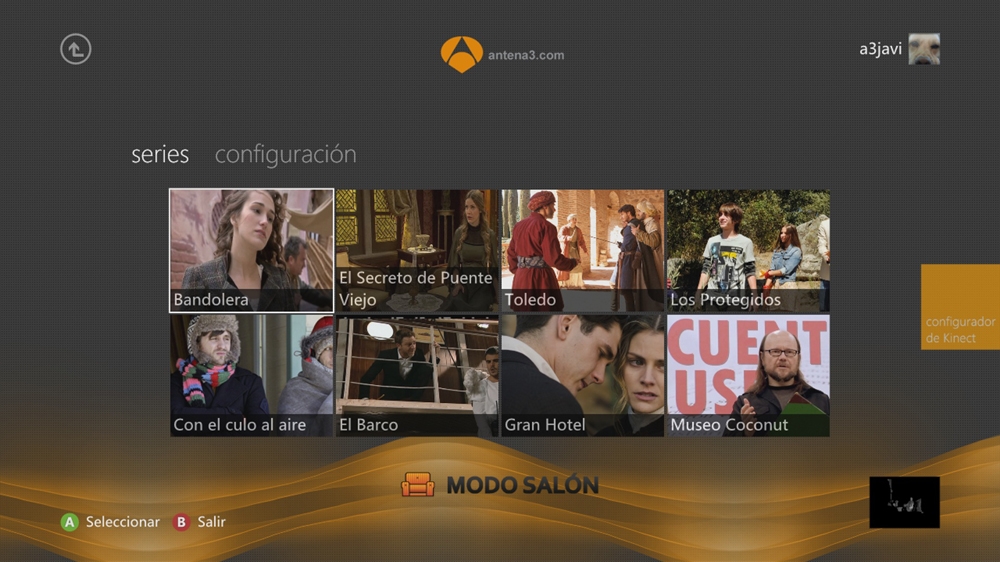 antena3.com
a3javi
series configuración
Bandolera
El Secreto de Puente
Viejo
Toledo
Los Protegidos
configurador
de Kinect
Con el culo al aire
El Barco
Gran Hotel
CUENT
US
Museo Coconut
MODO SALÓN
A Seleccionar B Salir